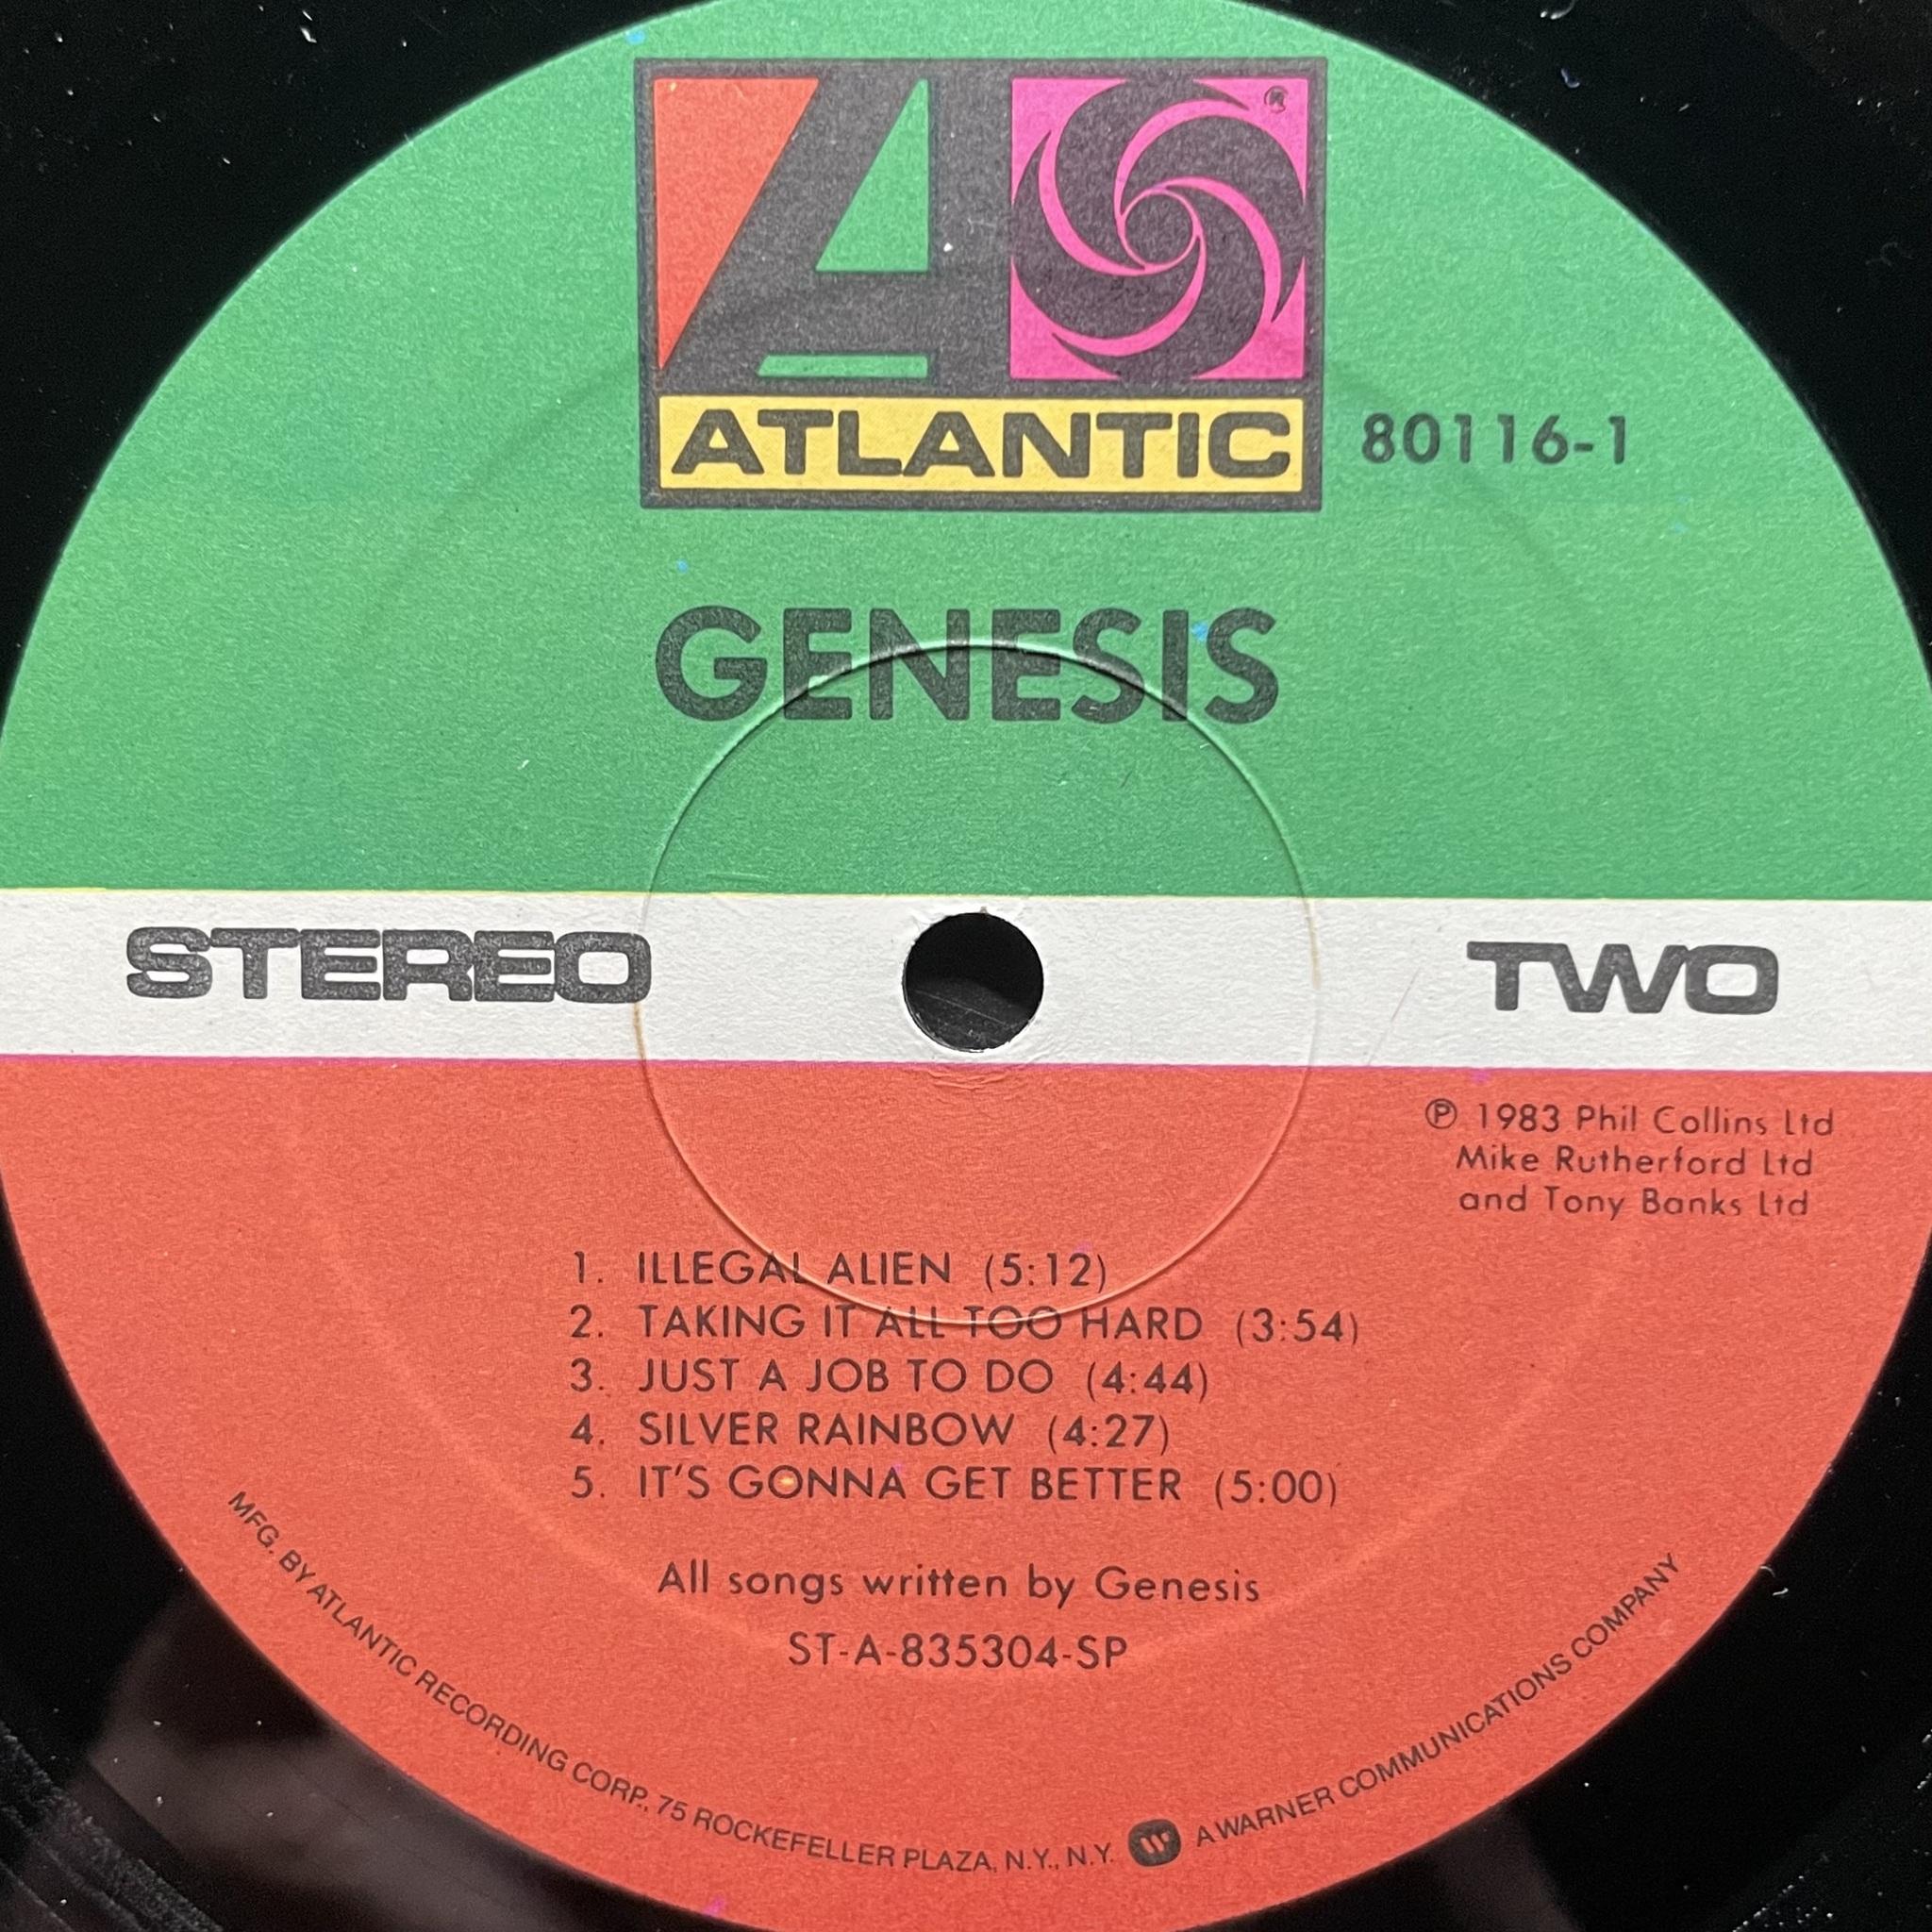 ®
ATLANTIC
80116-1
GENESIS
STEREO
TWO
℗ 1983 Phil Collins Ltd
Mike Rutherford Ltd
and Tony Banks Ltd
1. ILLEGAL ALIEN (5:12)
2. TAKING IT ALL TOO HARD (3:54)
3. JUST A JOB TO DO (4:44)
4. SILVER RAINBOW (4:27)
5. IT'S GONNA GET BETTER (5:00)
All songs written by Genesis
ST-A-835304-SP
MFG. BY ATLANTIC RECORDING CORP., 75 ROCKEFELLER PLAZA, N.Y., N.Y. W A WARNER COMMUNICATIONS COMPANY